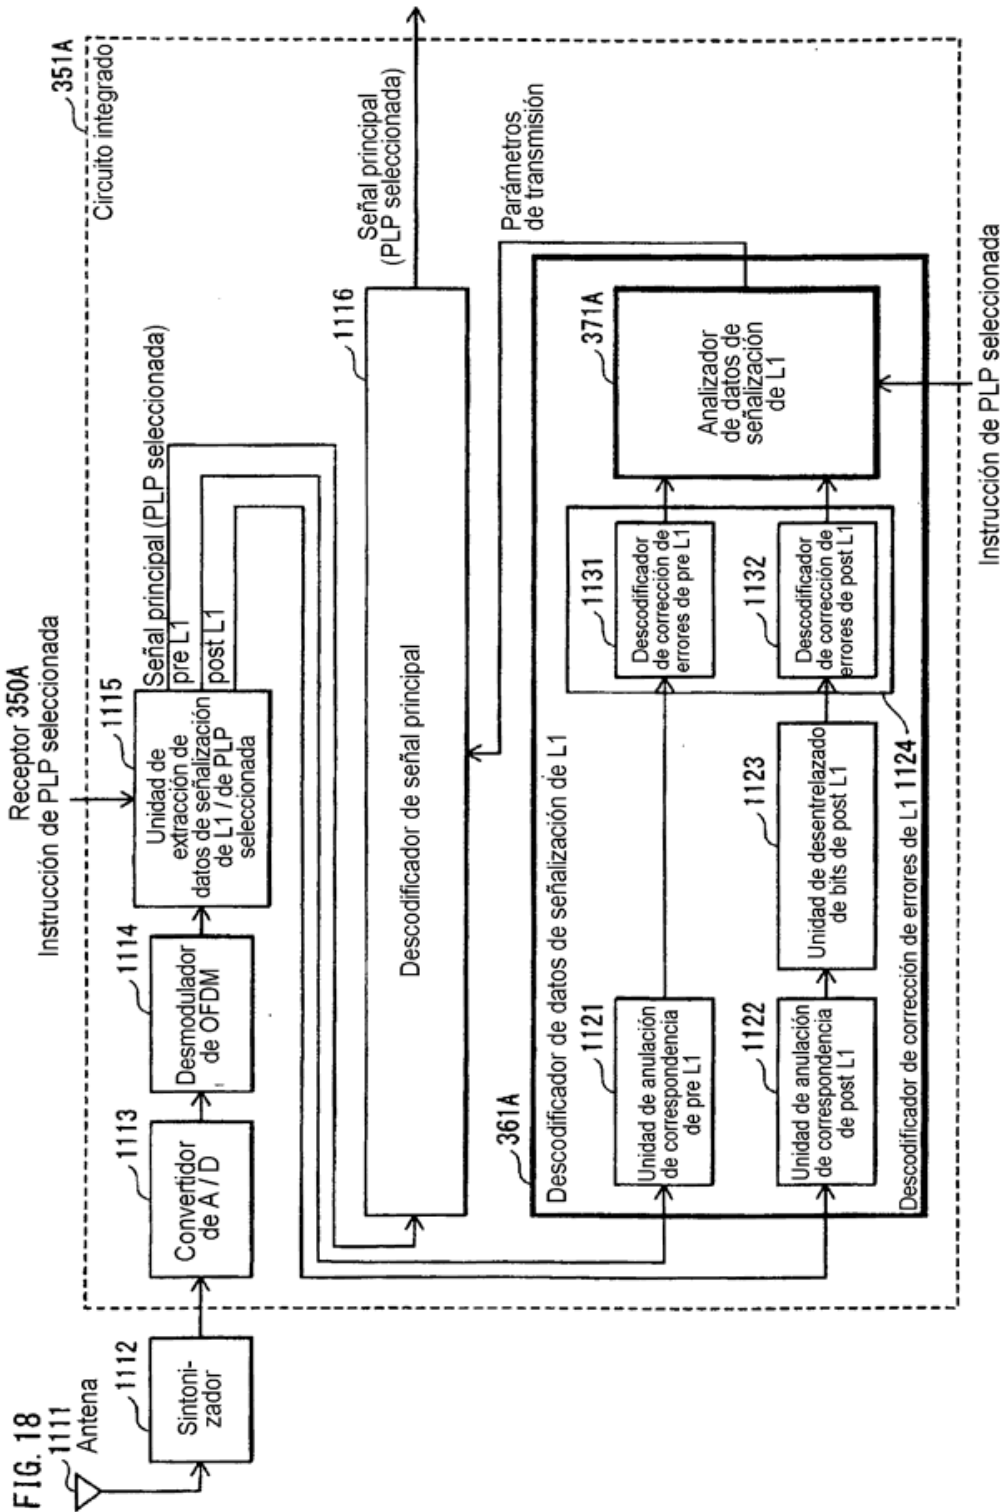 FIG. 18
1111
Antena
1112
Sintoni-
zador
1113
Convertidor
de A / D
1114
Desmodulador
de OFDM
Receptor 350A
Instrucción de PLP seleccionada
1115
Unidad de
extracción de
datos de señalización
de L1 / de PLP
seleccionada
Señal principal (PLP seleccionada)
pre L1
post L1
351A
Circuito integrado
1116
Descodificador de señal principal
Señal principal
(PLP seleccionada)
Parámetros
de transmisión
361A
Descodificador de datos de señalización de L1
1121
Unidad de anulación
de correspondencia
de pre L1
1131
Descodificador
de corrección de
errores de pre L1
371A
Analizador
de datos de
señalización
de L1
1122
Unidad de anulación
de correspondencia
de post L1
1123
Unidad de desentrelazado
de bits de post L1
1132
Descodificador
de corrección de
errores de post L1
Descodificador de corrección de errores de L1 1124
Instrucción de PLP seleccionada